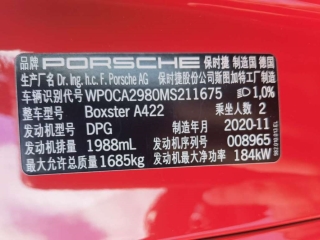 品牌 PORSCHE 保时捷 制造国 德国
生产厂名 Dr. Ing. h.c. F. Porsche AG 保时捷股份公司斯图加特工厂制造
车辆识别代号 WP0CA2980MS211675 1,0%
整车型号 Boxster A422 乘坐人数 2
发动机型号 DPG 制造年月 2020-11
发动机排量 1988mL 发动机序号 008965
最大允许总质量 1685kg 发动机最大净功率 184kW